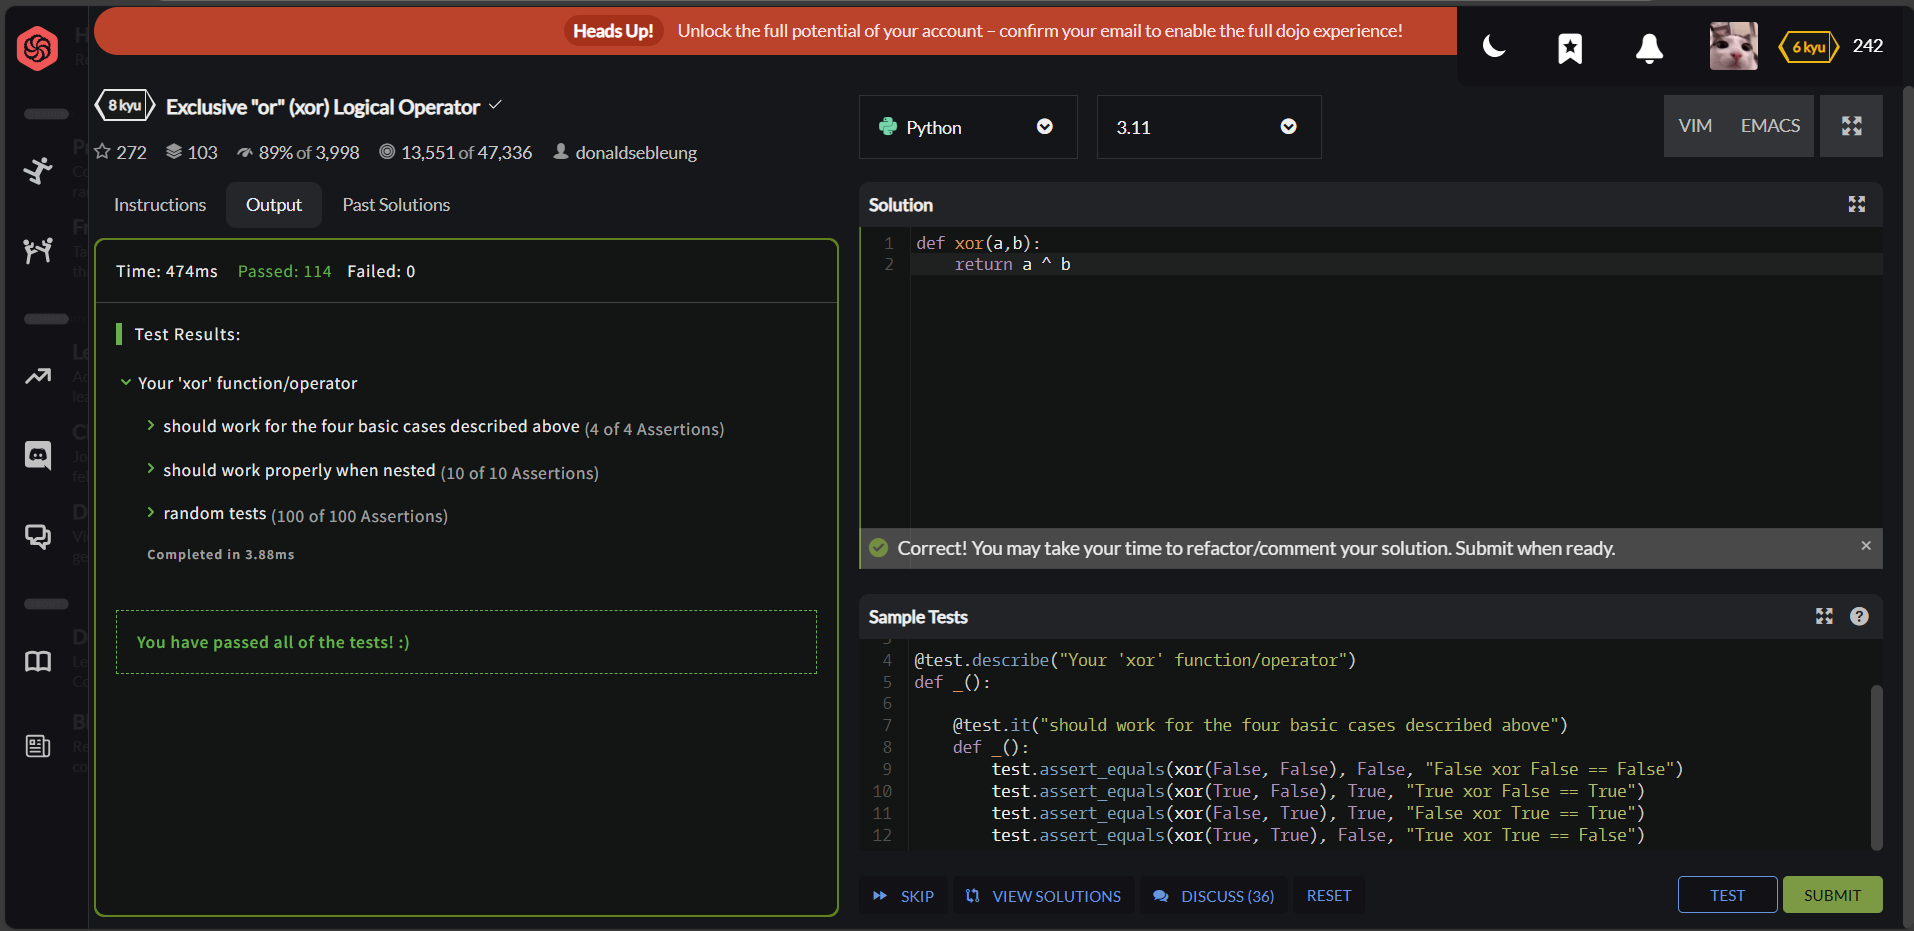 Heads Up! Unlock the full potential of your account – confirm your email to enable the full dojo experience!
6 kyu 242
8 kyu Exclusive "or" (xor) Logical Operator
272 103 89% of 3,998 13,551 of 47,336 donaldsebleung
Python 3.11 VIM EMACS
Instructions Output Past Solutions
Time: 474ms Passed: 114 Failed: 0
Test Results:
Your 'xor' function/operator
should work for the four basic cases described above (4 of 4 Assertions)
should work properly when nested (10 of 10 Assertions)
random tests (100 of 100 Assertions)
Completed in 3.88ms
You have passed all of the tests! :)
Solution
1 def xor(a,b):
2     return a ^ b
Correct! You may take your time to refactor/comment your solution. Submit when ready.
Sample Tests
4 @test.describe("Your 'xor' function/operator")
5 def _():
6
7     @test.it("should work for the four basic cases described above")
8     def _():
9         test.assert_equals(xor(False, False), False, "False xor False == False")
10         test.assert_equals(xor(True, False), True, "True xor False == True")
11         test.assert_equals(xor(False, True), True, "False xor True == True")
12         test.assert_equals(xor(True, True), False, "True xor True == False")
SKIP VIEW SOLUTIONS DISCUSS (36) RESET TEST SUBMIT